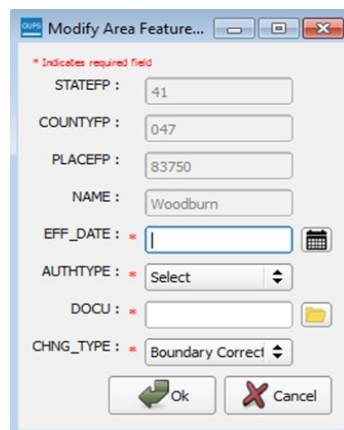 GUPS Modify Area Feature...
* Indicates required field
STATEFP : 41
COUNTYFP : 047
PLACEFP : 83750
NAME : Woodburn
EFF_DATE : *
AUTHTYPE : * Select
DOCU : *
CHNG_TYPE : * Boundary Correct
Ok Cancel